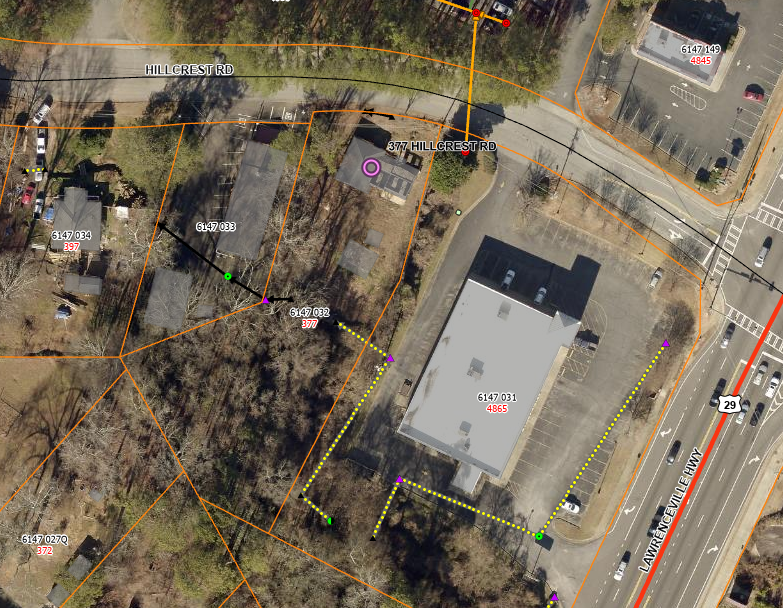 6147 149
4845
HILLCREST RD
377 HILLCREST RD
6147 033
6147 034
397
6147 032
377
6147 031
4865
29
LAWRENCEVILLE HWY
6147 027Q
372